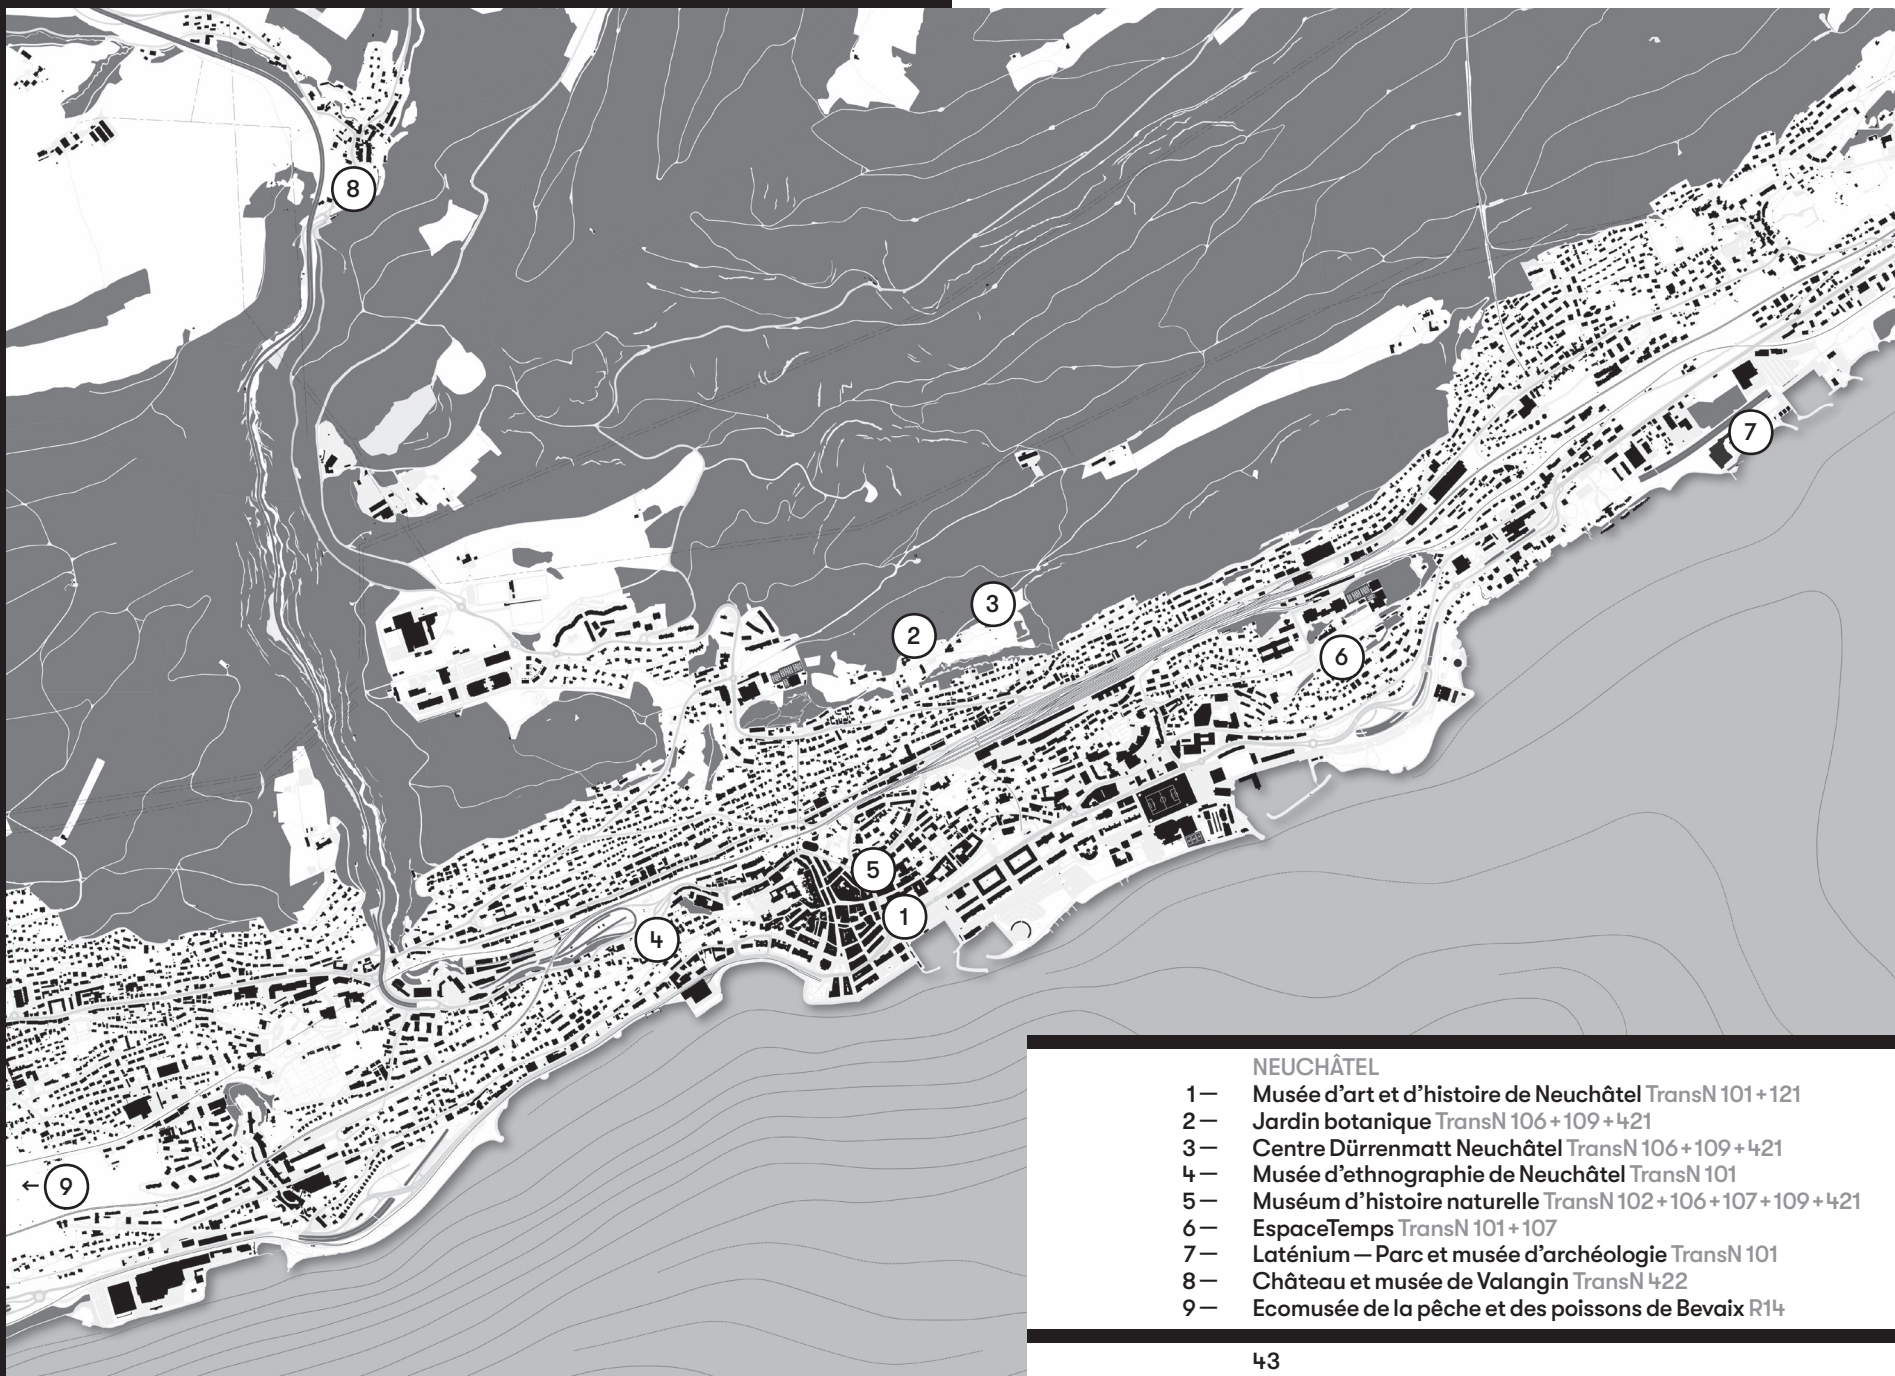 8
7
3
2
6
5
1
4
← 9
NEUCHÂTEL
1— Musée d’art et d’histoire de Neuchâtel TransN 101+121
2— Jardin botanique TransN 106+109+421
3— Centre Dürrenmatt Neuchâtel TransN 106+109+421
4— Musée d’ethnographie de Neuchâtel TransN 101
5— Muséum d’histoire naturelle TransN 102+106+107+109+421
6— EspaceTemps TransN 101+107
7— Laténium — Parc et musée d’archéologie TransN 101
8— Château et musée de Valangin TransN 422
9— Ecomusée de la pêche et des poissons de Bevaix R14
43